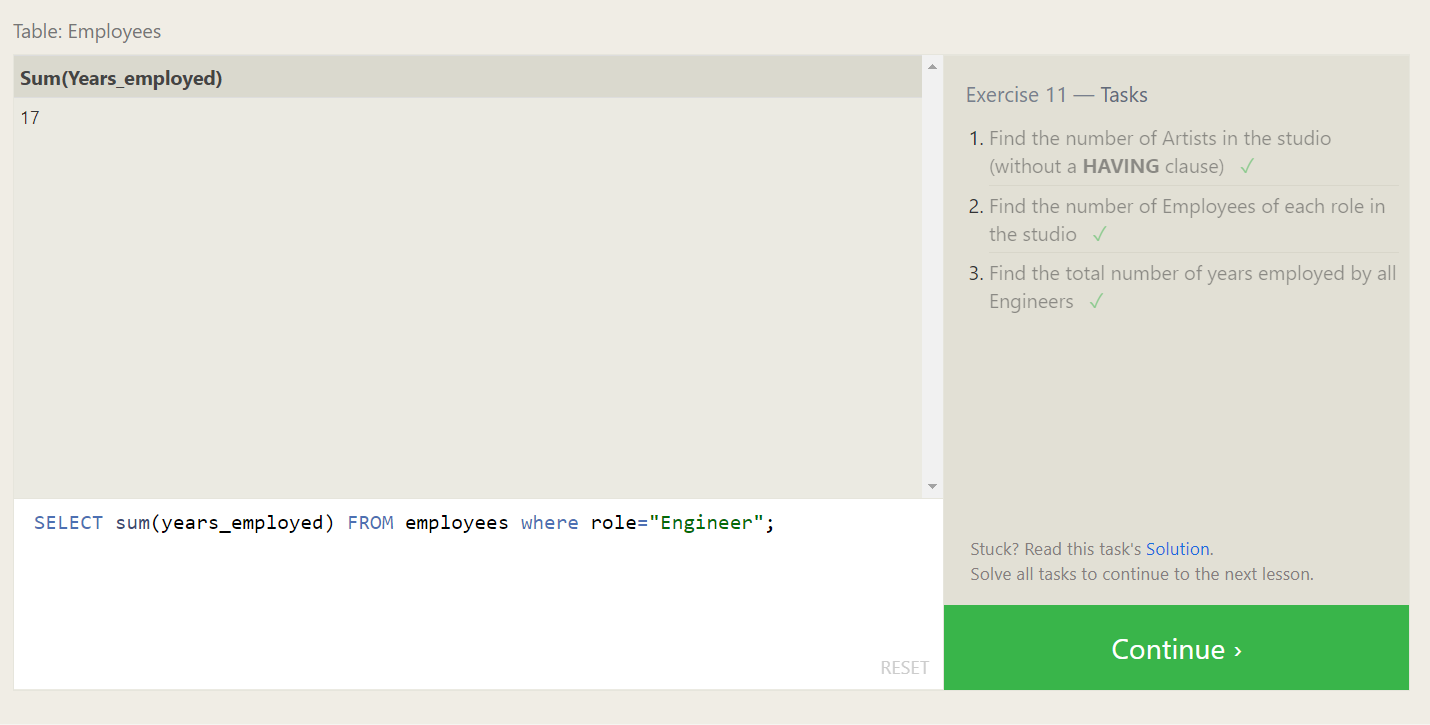 Table: Employees
Sum(Years_employed)
17
SELECT sum(years_employed) FROM employees where role="Engineer";
RESET
Exercise 11 — Tasks
1. Find the number of Artists in the studio
(without a HAVING clause) ✓
2. Find the number of Employees of each role in
the studio ✓
3. Find the total number of years employed by all
Engineers ✓
Stuck? Read this task's Solution.
Solve all tasks to continue to the next lesson.
Continue ›